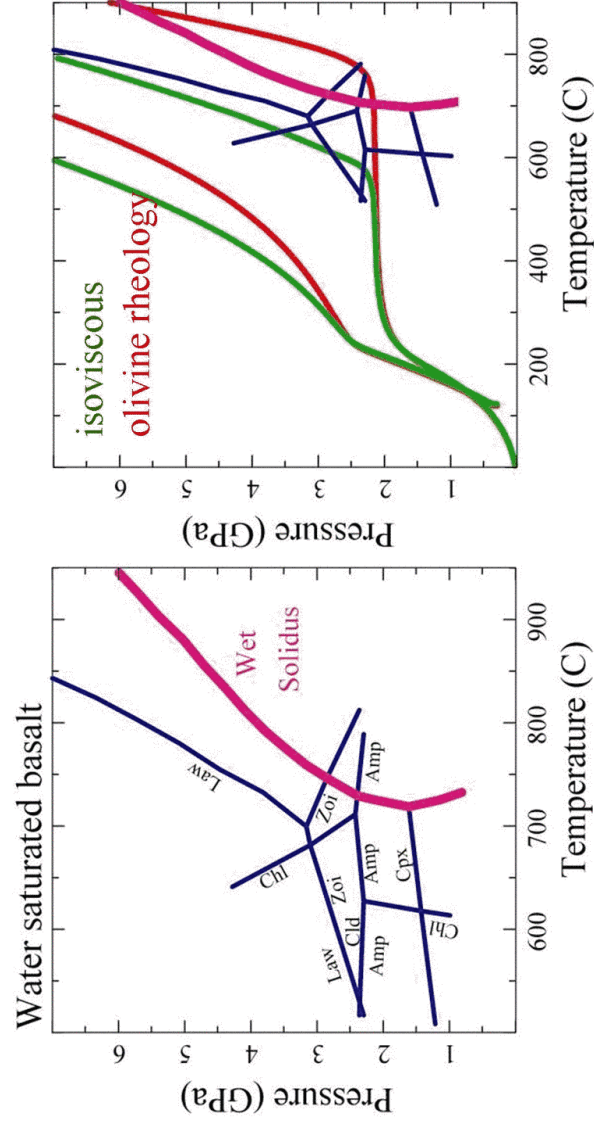 Water saturated basalt
6
5
4
3
2
1
Pressure (GPa)
Law
Chl
Law
Zoi
Zoi
Cld
Amp
Amp
Amp
Cpx
Chl
Wet
Solidus
600
700
800
900
Temperature (C)
isoviscous
olivine rheology
6
5
4
3
2
1
Pressure (GPa)
200
400
600
800
Temperature (C)